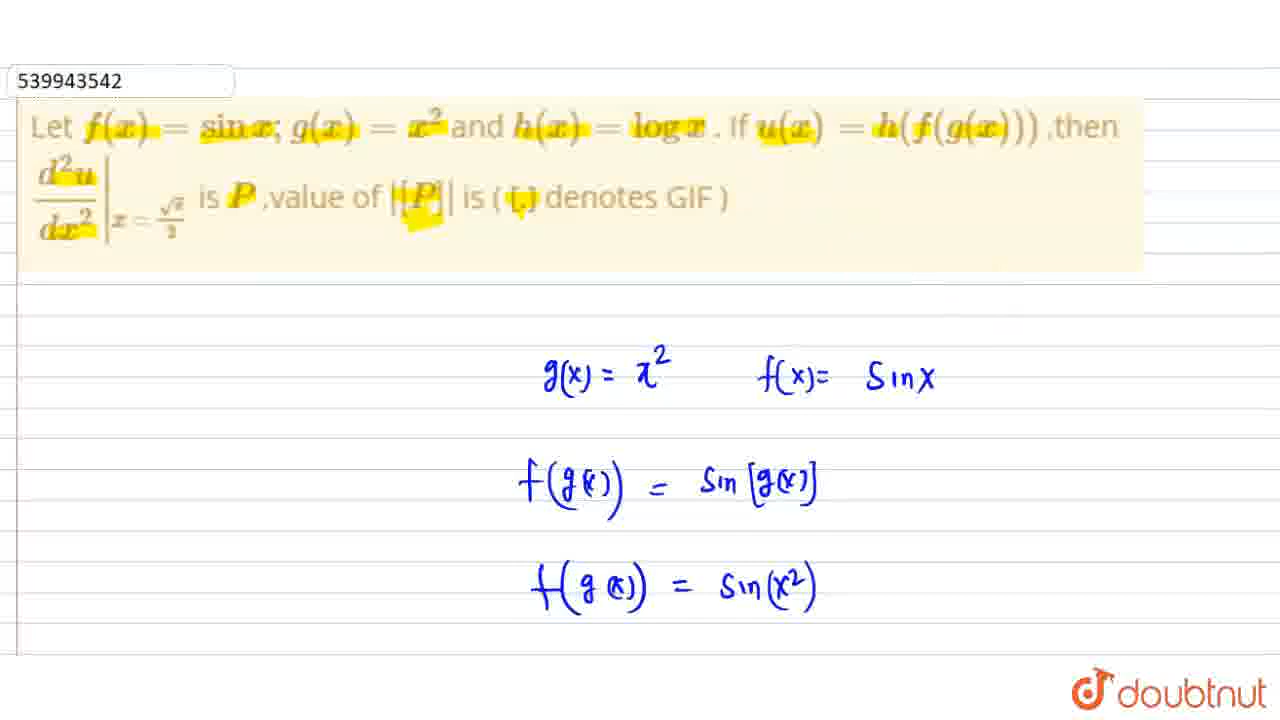 539943542
Let f(x) = sin x; g(x) = x² and h(x) = log x . If u(x) = h(f(g(x))) ,then
d²u/dx² | x = √π/2 is P ,value of |[P]| is ( [.] denotes GIF )
g(x) = x² f(x) = Sin x
f(g(x)) = Sin [g(x)]
f(g(x)) = Sin(x²)
doubtnut